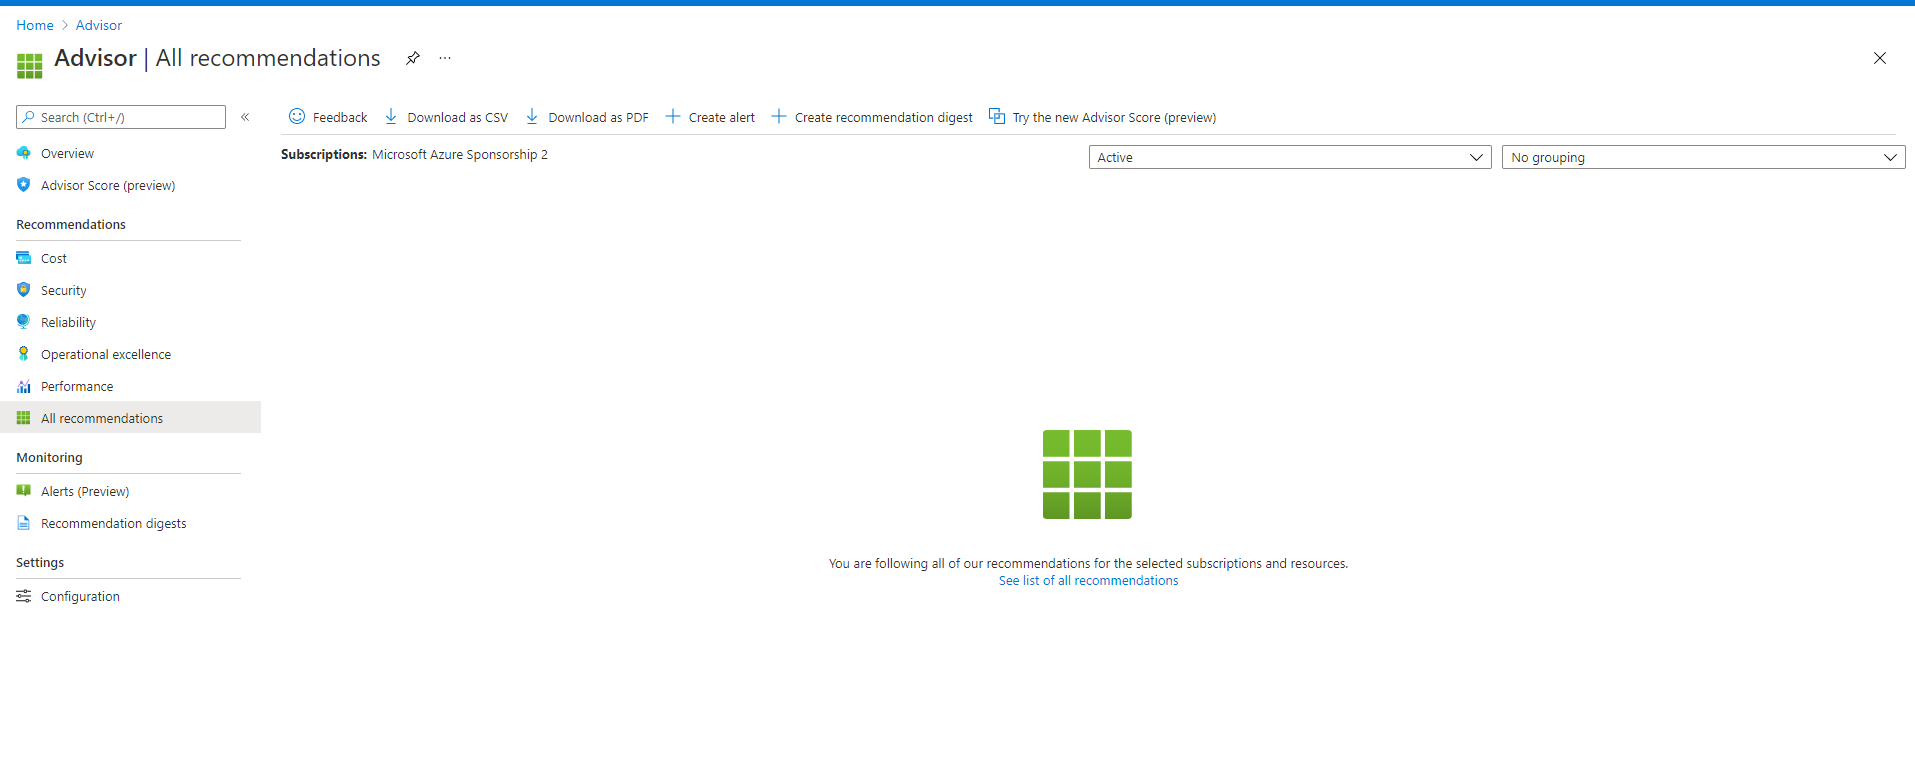 Home > Advisor
Advisor | All recommendations ···
Search (Ctrl+/) «
Overview
Advisor Score (preview)
Recommendations
Cost
Security
Reliability
Operational excellence
Performance
All recommendations
Monitoring
Alerts (Preview)
Recommendation digests
Settings
Configuration
Feedback Download as CSV Download as PDF Create alert Create recommendation digest Try the new Advisor Score (preview)
Subscriptions: Microsoft Azure Sponsorship 2 Active No grouping
You are following all of our recommendations for the selected subscriptions and resources.
See list of all recommendations